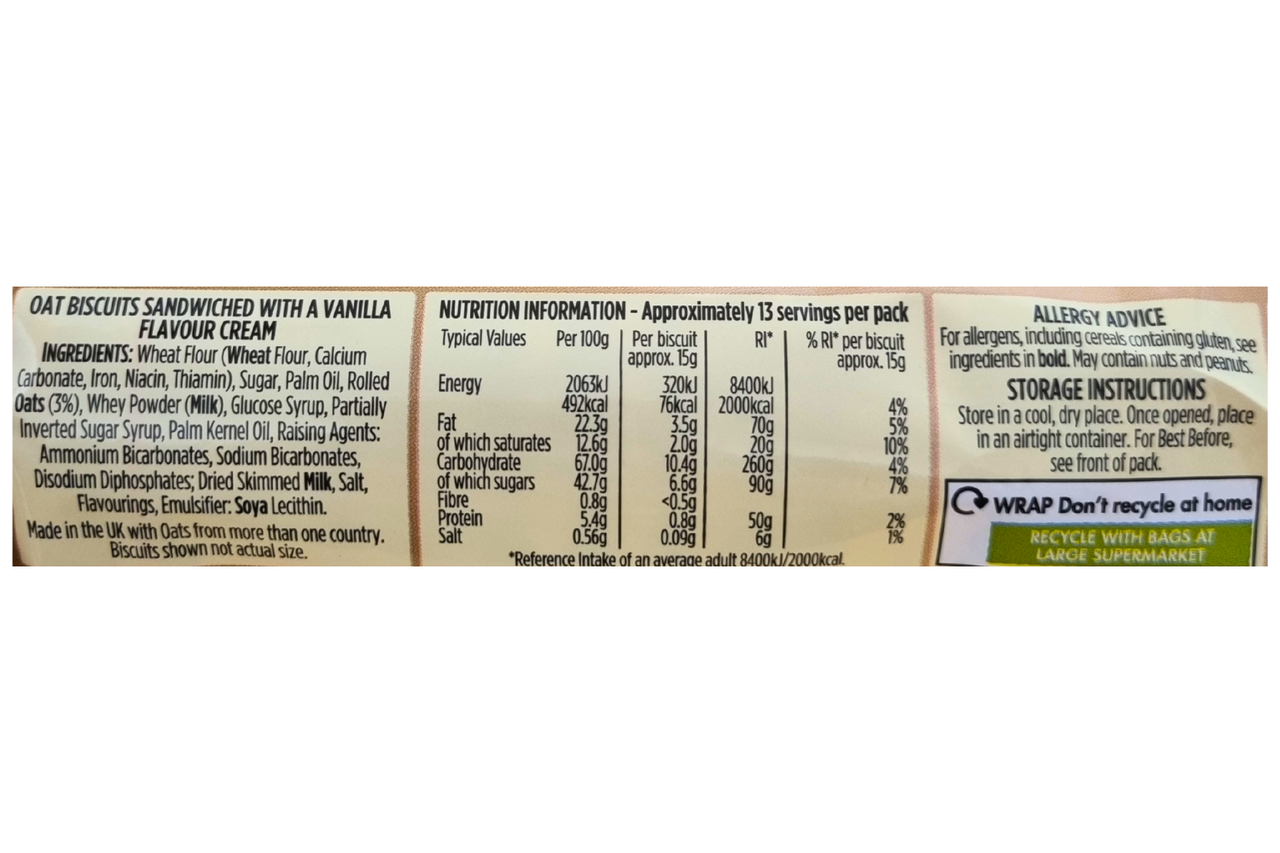 OAT BISCUITS SANDWICHED WITH A VANILLA
FLAVOUR CREAM
INGREDIENTS: Wheat Flour (Wheat Flour, Calcium
Carbonate, Iron, Niacin, Thiamin), Sugar, Palm Oil, Rolled
Oats (3%), Whey Powder (Milk), Glucose Syrup, Partially
Inverted Sugar Syrup, Palm Kernel Oil, Raising Agents:
Ammonium Bicarbonates, Sodium Bicarbonates,
Disodium Diphosphates; Dried Skimmed Milk, Salt,
Flavourings, Emulsifier: Soya Lecithin.
Made in the UK with Oats from more than one country.
Biscuits shown not actual size.
NUTRITION INFORMATION - Approximately 13 servings per pack
Typical Values Per 100g Per biscuit RI* % RI* per biscuit
approx. 15g approx. 15g
Energy 2063kJ 320kJ 8400kJ
492kcal 76kcal 2000kcal 4%
Fat 22.3g 3.5g 70g 5%
of which saturates 12.6g 2.0g 20g 10%
Carbohydrate 67.0g 10.4g 260g 4%
of which sugars 42.7g 6.6g 90g 7%
Fibre 0.8g <0.5g
Protein 5.4g 0.8g 50g 2%
Salt 0.56g 0.09g 6g 1%
*Reference Intake of an average adult 8400kJ/2000kcal.
ALLERGY ADVICE
For allergens, including cereals containing gluten, see
ingredients in bold. May contain nuts and peanuts.
STORAGE INSTRUCTIONS
Store in a cool, dry place. Once opened, place
in an airtight container. For Best Before,
see front of pack.
WRAP Don't recycle at home
RECYCLE WITH BAGS AT
LARGE SUPERMARKET